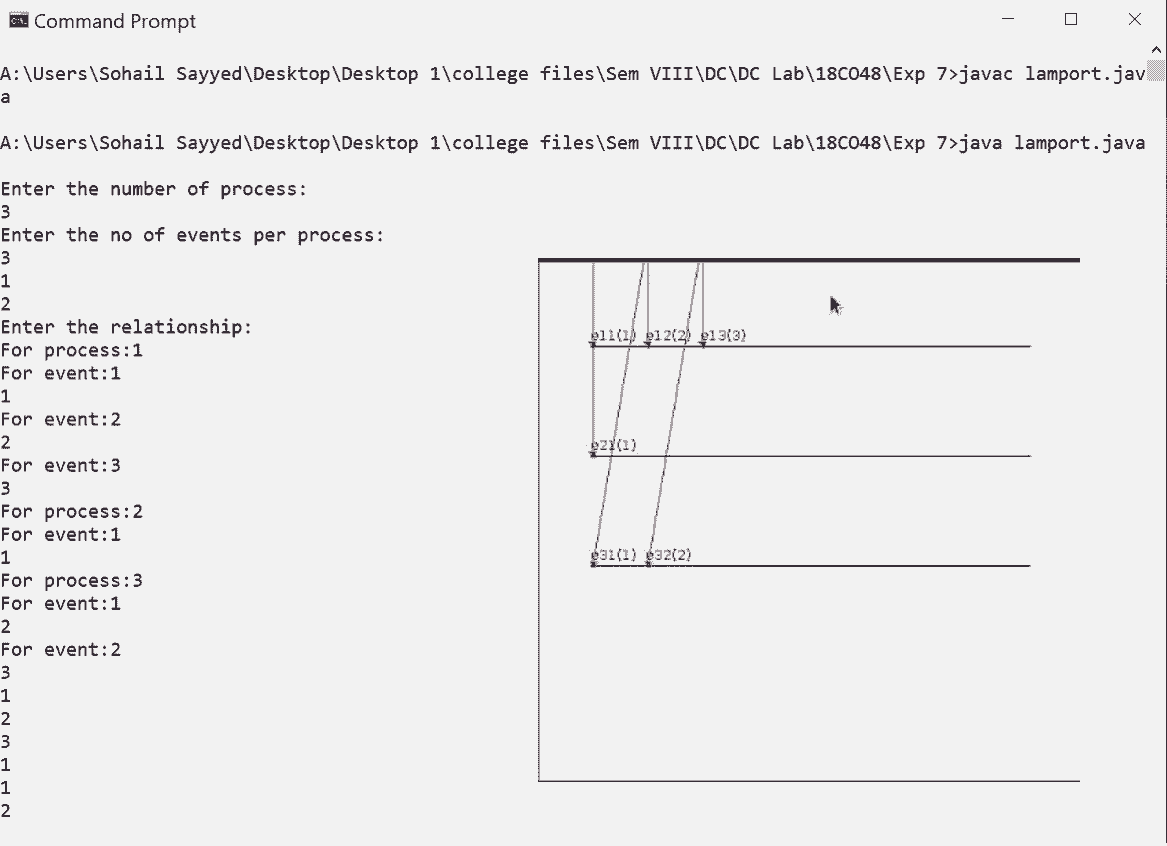 Command Prompt
A:\Users\Sohail Sayyed\Desktop\Desktop 1\college files\Sem VIII\DC\DC Lab\18CO48\Exp 7>javac lamport.jav
a
A:\Users\Sohail Sayyed\Desktop\Desktop 1\college files\Sem VIII\DC\DC Lab\18CO48\Exp 7>java lamport.java
Enter the number of process:
3
Enter the no of events per process:
3
1
2
Enter the relationship:
For process:1
For event:1
1
For event:2
2
For event:3
3
For process:2
For event:1
1
For process:3
For event:1
2
For event:2
3
1
2
3
1
1
2
e11(1) e12(2) e13(3)
e21(1)
e31(1) e32(2)